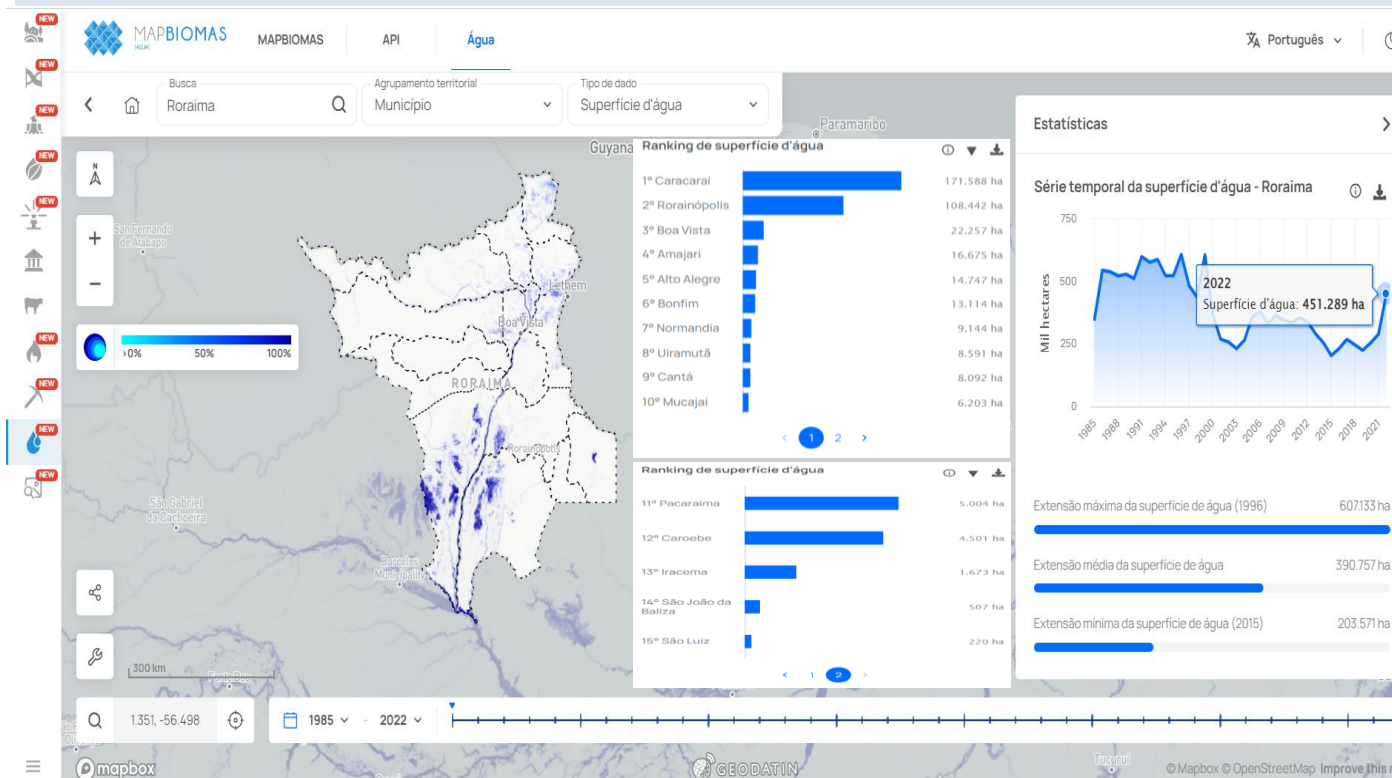 NEW
NEW
NEW
NEW
NEW
NEW
NEW
NEW
NEW
MAPBIOMAS
[ÁGUA]
MAPBIOMAS
API
Água
Português
Busca
Roraima
Agrupamento territorial
Município
Tipo de dado
Superfície d'água
Paramaribo
Guyana
N
San Fernando
de Atabapo
Lethem
Boa Vista
RORAIMA
Rorainópolis
São Gabriel
da Cachoeira
Barcelos
Municipality
>0%
50%
100%
Ranking de superfície d'água
1º Caracaraí 171.588 ha
2º Rorainópolis 108.442 ha
3º Boa Vista 22.257 ha
4º Amajari 16.675 ha
5º Alto Alegre 14.747 ha
6º Bonfim 13.114 ha
7º Normandia 9.144 ha
8º Uiramutã 8.591 ha
9º Cantá 8.092 ha
10º Mucajaí 6.203 ha
< 1 2 >
Ranking de superfície d'água
11º Pacaraima 5.004 ha
12º Caroebe 4.501 ha
13º Iracema 1.673 ha
14º São João da
Baliza 507 ha
15º São Luiz 220 ha
< 1 2 >
Estatísticas
Série temporal da superfície d'água - Roraima
Mil hectares
750
500
250
0
2022
Superfície d'água: 451.289 ha
1985 1988 1991 1994 1997 2000 2003 2006 2009 2012 2015 2018 2021
Extensão máxima da superfície de água (1996) 607.133 ha
Extensão média da superfície de água 390.757 ha
Extensão mínima da superfície de água (2015) 203.571 ha
300 km
Fonte Boa
1.351, -56.498
1985 - 2022
mapbox
GEODATIN
Tucuruí
© Mapbox © OpenStreetMap Improve this